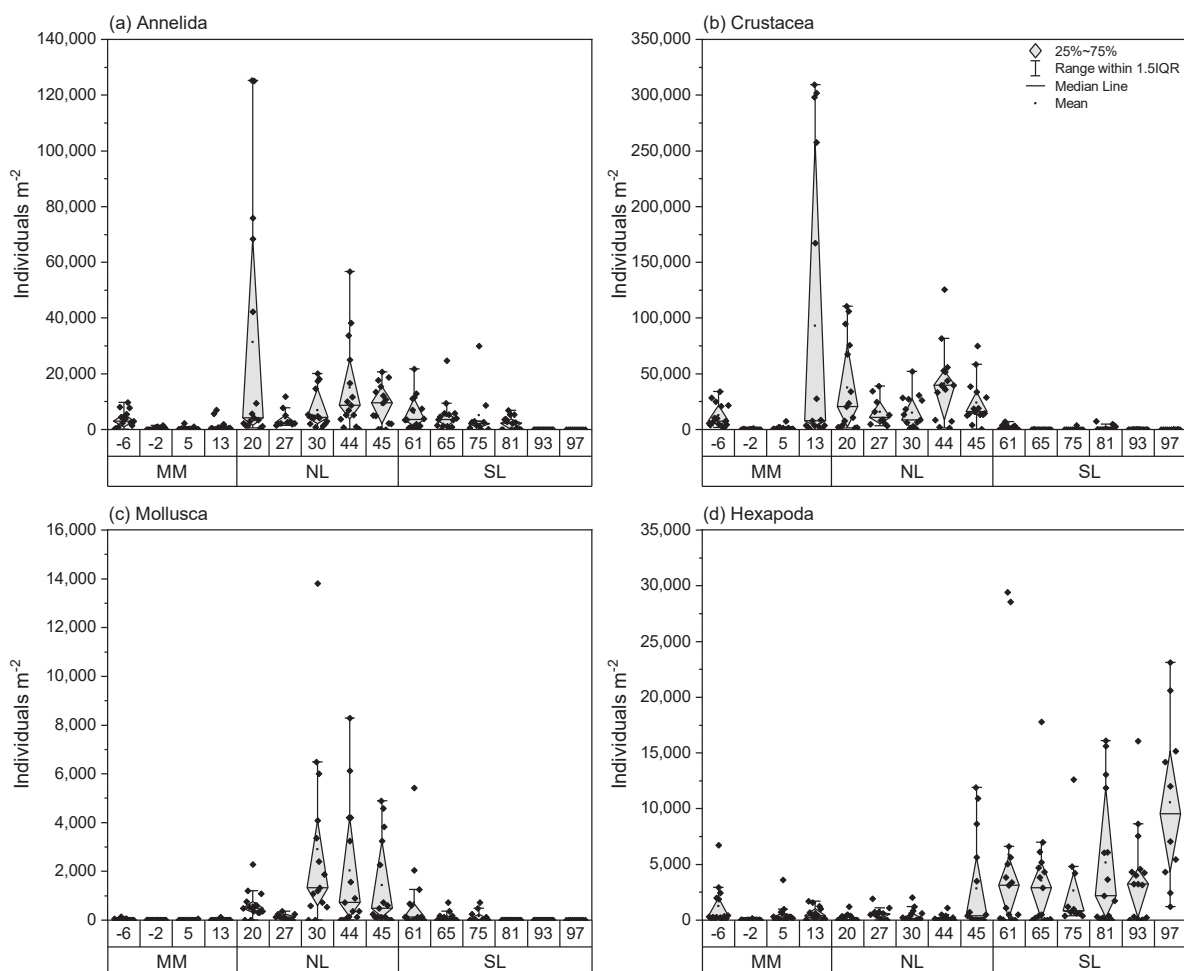 (a) Annelida
140,000
120,000
100,000
80,000
60,000
40,000
20,000
0
Individuals m-2
-6 -2 5 13 20 27 30 44 45 61 65 75 81 93 97
MM NL SL
(b) Crustacea
350,000
300,000
250,000
200,000
150,000
100,000
50,000
0
Individuals m-2
25%~75%
Range within 1.5IQR
Median Line
Mean
-6 -2 5 13 20 27 30 44 45 61 65 75 81 93 97
MM NL SL
(c) Mollusca
16,000
14,000
12,000
10,000
8,000
6,000
4,000
2,000
0
Individuals m-2
-6 -2 5 13 20 27 30 44 45 61 65 75 81 93 97
MM NL SL
(d) Hexapoda
35,000
30,000
25,000
20,000
15,000
10,000
5,000
0
Individuals m-2
-6 -2 5 13 20 27 30 44 45 61 65 75 81 93 97
MM NL SL